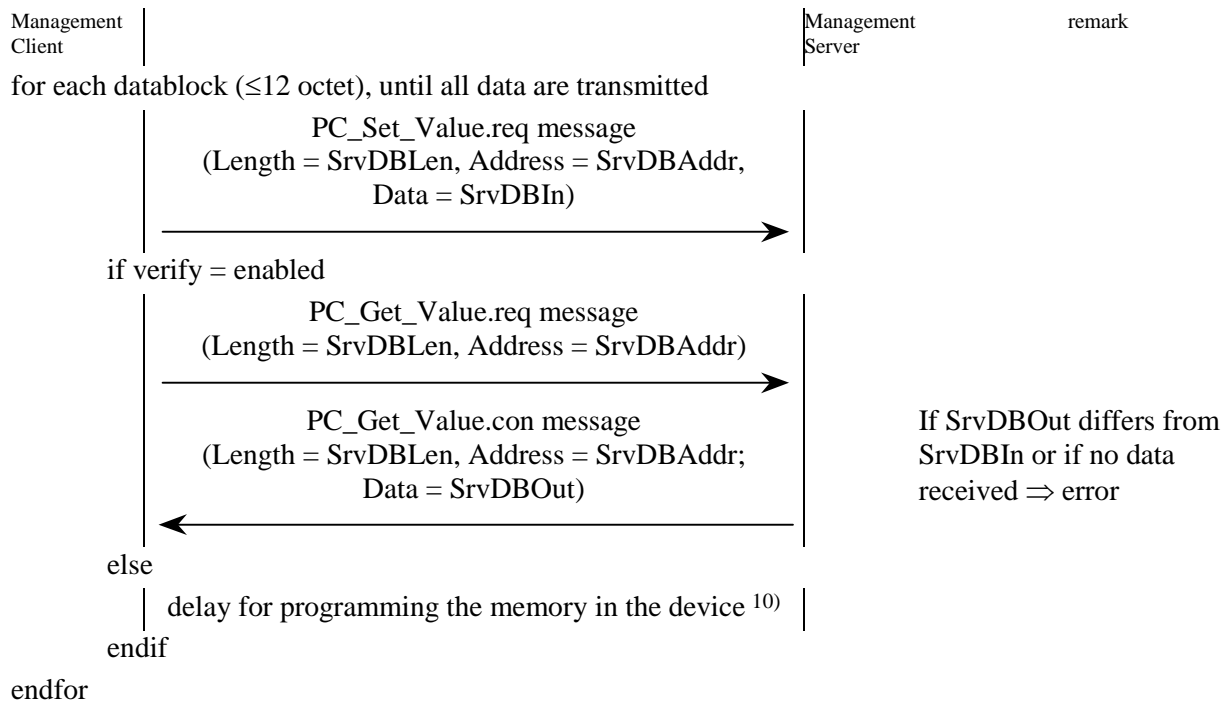 Management Management remark
Client Server
for each datablock (≤12 octet), until all data are transmitted
PC_Set_Value.req message
(Length = SrvDBLen, Address = SrvDBAddr,
Data = SrvDBIn)
if verify = enabled
PC_Get_Value.req message
(Length = SrvDBLen, Address = SrvDBAddr)
PC_Get_Value.con message If SrvDBOut differs from
(Length = SrvDBLen, Address = SrvDBAddr; SrvDBIn or if no data
Data = SrvDBOut) received ⇒ error
else
delay for programming the memory in the device 10)
endif
endfor